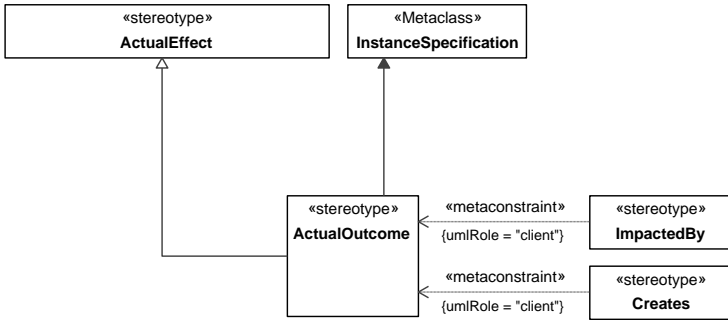 «stereotype»
ActualEffect
«Metaclass»
InstanceSpecification
«stereotype»
ActualOutcome
«metaconstraint»
{umlRole = "client"}
«stereotype»
ImpactedBy
«metaconstraint»
{umlRole = "client"}
«stereotype»
Creates